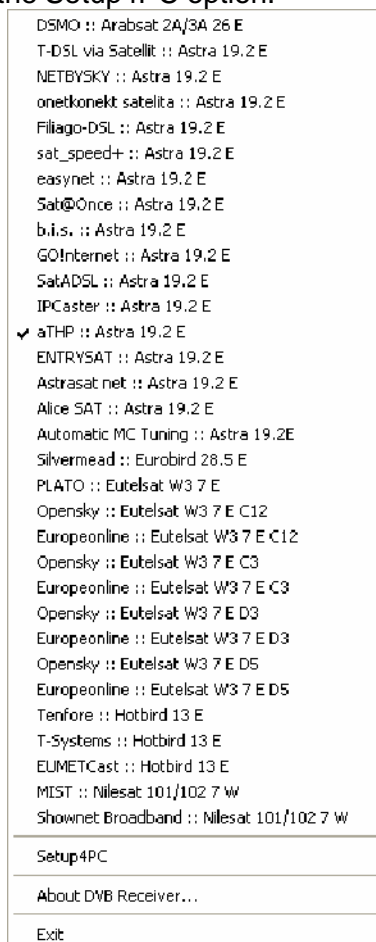 the Setup4PC option.
DSMO :: Arabsat 2A/3A 26 E
T-DSL via Satellit :: Astra 19.2 E
NETBYSKY :: Astra 19.2 E
onetkonekt satelita :: Astra 19.2 E
Filiago-DSL :: Astra 19.2 E
sat_speed+ :: Astra 19.2 E
easynet :: Astra 19.2 E
Sat@Once :: Astra 19.2 E
b.i.s. :: Astra 19.2 E
GO!nternet :: Astra 19.2 E
SatADSL :: Astra 19.2 E
IPCaster :: Astra 19.2 E
✓ aTHP :: Astra 19.2 E
ENTRYSAT :: Astra 19.2 E
Astrasat net :: Astra 19.2 E
Alice SAT :: Astra 19.2 E
Automatic MC Tuning :: Astra 19.2E
Silvermead :: Eurobird 28.5 E
PLATO :: Eutelsat W3 7 E
Opensky :: Eutelsat W3 7 E C12
Europeonline :: Eutelsat W3 7 E C12
Opensky :: Eutelsat W3 7 E C3
Europeonline :: Eutelsat W3 7 E C3
Opensky :: Eutelsat W3 7 E D3
Europeonline :: Eutelsat W3 7 E D3
Opensky :: Eutelsat W3 7 E D5
Europeonline :: Eutelsat W3 7 E D5
Tenfore :: Hotbird 13 E
T-Systems :: Hotbird 13 E
EUMETCast :: Hotbird 13 E
MIST :: Nilesat 101/102 7 W
Shownet Broadband :: Nilesat 101/102 7 W
Setup4PC
About DVB Receiver...
Exit